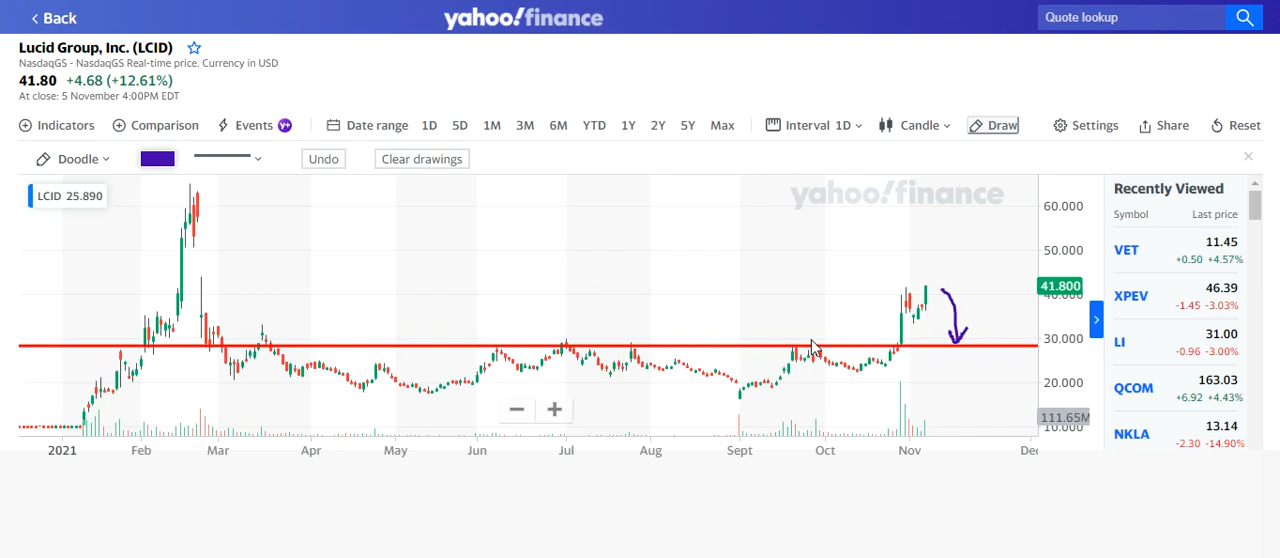 < Back
yahoo!finance
Quote lookup
Lucid Group, Inc. (LCID)
NasdaqGS - NasdaqGS Real-time price. Currency in USD
41.80 +4.68 (+12.61%)
At close: 5 November 4:00PM EDT
Indicators Comparison Events Y+ Date range 1D 5D 1M 3M 6M YTD 1Y 2Y 5Y Max Interval 1D Candle Draw Settings Share Reset
Doodle Undo Clear drawings
LCID 25.890
yahoo!finance
60.000
50.000
41.800
40.000
30.000
20.000
111.65M
10.000
2021 Feb Mar Apr May Jun Jul Aug Sept Oct Nov Dec
Recently Viewed
Symbol Last price
VET 11.45
+0.50 +4.57%
XPEV 46.39
-1.45 -3.03%
LI 31.00
-0.96 -3.00%
QCOM 163.03
+6.92 +4.43%
NKLA 13.14
-2.30 -14.90%